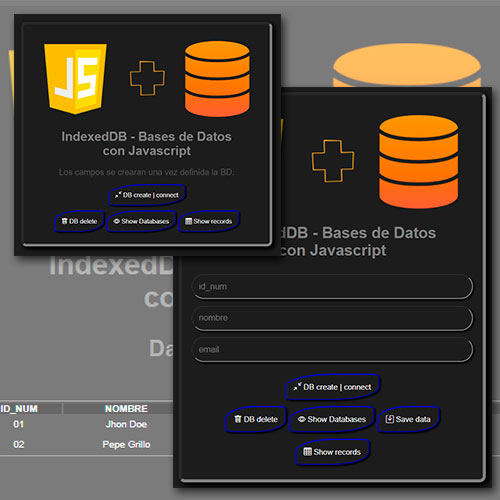 JS
IndexedDB - Bases de Datos
con Javascript
Los campos se crearan una vez definida la BD.
DB create | connect
DB delete
Show Databases
Show records
dDB - Bases de Datos
con Javascript
id_num
nombre
email
DB create | connect
DB delete
Show Databases
Save data
Show records
IndexedD
co
Da
ID_NUM
NOMBRE
01
Jhon Doe
02
Pepe Grillo